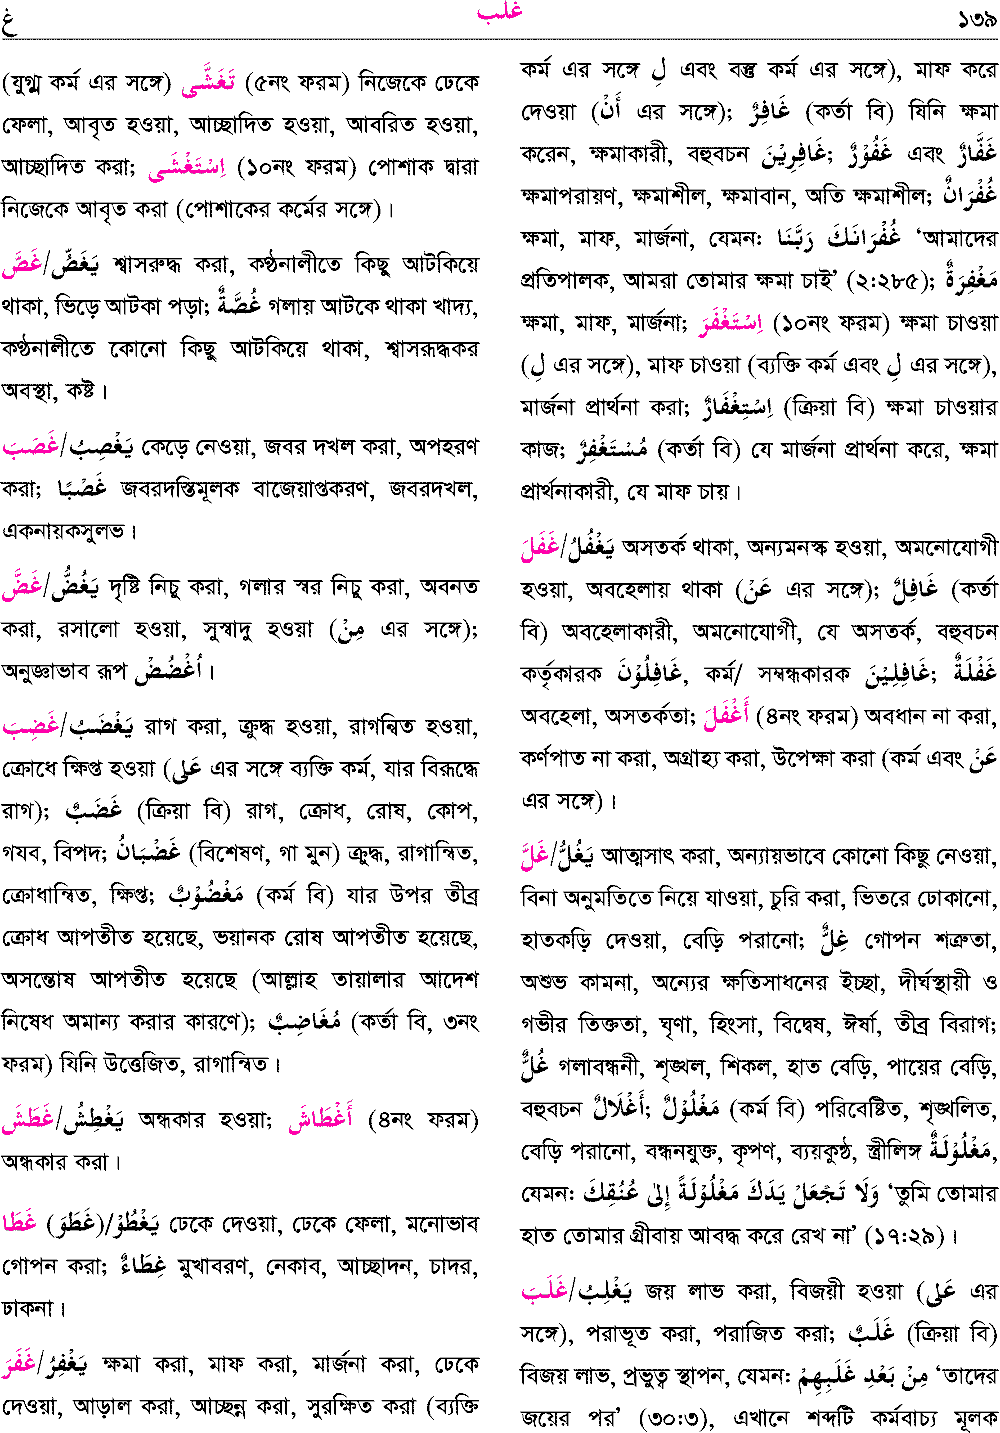 غ غلب ১৩৯
(যুগ্ম কর্ম এর সঙ্গে) تَغَشَّى (৫নং ফরম) নিজেকে ঢেকে
ফেলা, আবৃত হওয়া, আচ্ছাদিত হওয়া, আবরিত হওয়া,
আচ্ছাদিত করা; اِسْتَغْشَى (১০নং ফরম) পোশাক দ্বারা
নিজেকে আবৃত করা (পোশাকের কর্মের সঙ্গে)।
غَصَّ/يَغَصُّ শ্বাসরুদ্ধ করা, কণ্ঠনালীতে কিছু আটকিয়ে
থাকা, ভিড়ে আটকা পড়া; غُصَّةٌ গলায় আটকে থাকা খাদ্য,
কণ্ঠনালীতে কোনো কিছু আটকিয়ে থাকা, শ্বাসরূদ্ধকর
অবস্থা, কষ্ট।
غَصَبَ/يَغْصِبُ কেড়ে নেওয়া, জবর দখল করা, অপহরণ
করা; غَصْبًا জবরদস্তিমূলক বাজেয়াপ্তকরণ, জবরদখল,
একনায়কসুলভ।
غَضَّ/يَغُضُّ দৃষ্টি নিচু করা, গলার স্বর নিচু করা, অবনত
করা, রসালো হওয়া, সুস্বাদু হওয়া (مِنْ এর সঙ্গে);
অনুজ্ঞাভাব রূপ اُغْضُضْ।
غَضِبَ/يَغْضَبُ রাগ করা, ক্রুদ্ধ হওয়া, রাগন্বিত হওয়া,
ক্রোধে ক্ষিপ্ত হওয়া (عَلى এর সঙ্গে ব্যক্তি কর্ম, যার বিরূদ্ধে
রাগ); غَضَبٌ (ক্রিয়া বি) রাগ, ক্রোধ, রোষ, কোপ,
গযব, বিপদ; غَضْبَانُ (বিশেষণ, গা মুন) ক্রুদ্ধ, রাগান্বিত,
ক্রোধান্বিত, ক্ষিপ্ত; مَغْضُوْبٌ (কর্ম বি) যার উপর তীব্র
ক্রোধ আপতীত হয়েছে, ভয়ানক রোষ আপতীত হয়েছে,
অসন্তোষ আপতীত হয়েছে (আল্লাহ তায়ালার আদেশ
নিষেধ অমান্য করার কারণে); مُغَاضِبٌ (কর্তা বি, ৩নং
ফরম) যিনি উত্তেজিত, রাগান্বিত।
غَطَشَ/يَغْطِشُ অন্ধকার হওয়া; أَغْطَاشَ (৪নং ফরম)
অন্ধকার করা।
غَطَا (غَطَوَ)/يَغْطُوْ ঢেকে দেওয়া, ঢেকে ফেলা, মনোভাব
গোপন করা; غِطَاءٌ মুখাবরণ, নেকাব, আচ্ছাদন, চাদর,
ঢাকনা।
غَفَرَ/يَغْفِرُ ক্ষমা করা, মাফ করা, মার্জনা করা, ঢেকে
দেওয়া, আড়াল করা, আচ্ছন্ন করা, সুরক্ষিত করা (ব্যক্তি
কর্ম এর সঙ্গে لِ এবং বস্তু কর্ম এর সঙ্গে), মাফ করে
দেওয়া (أَنْ এর সঙ্গে); غَافِرٌ (কর্তা বি) যিনি ক্ষমা
করেন, ক্ষমাকারী, বহুবচন غَافِرِيْنَ; غَفُوْرٌ এবং غَفَّارٌ
ক্ষমাপরায়ণ, ক্ষমাশীল, ক্ষমাবান, অতি ক্ষমাশীল; غُفْرَانٌ
ক্ষমা, মাফ, মার্জনা, যেমন: غُفْرَانَكَ رَبَّنَا ‘আমাদের
প্রতিপালক, আমরা তোমার ক্ষমা চাই’ (২:২৮৫); مَغْفِرَةٌ
ক্ষমা, মাফ, মার্জনা; اِسْتَغْفَرَ (১০নং ফরম) ক্ষমা চাওয়া
(لِ এর সঙ্গে), মাফ চাওয়া (ব্যক্তি কর্ম এবং لِ এর সঙ্গে),
মার্জনা প্রার্থনা করা; اِسْتِغْفَارٌ (ক্রিয়া বি) ক্ষমা চাওয়ার
কাজ; مُسْتَغْفِرٌ (কর্তা বি) যে মার্জনা প্রার্থনা করে, ক্ষমা
প্রার্থনাকারী, যে মাফ চায়।
غَفَلَ/يَغْفُلُ অসতর্ক থাকা, অন্যমনস্ক হওয়া, অমনোযোগী
হওয়া, অবহেলায় থাকা (عَنْ এর সঙ্গে); غَافِلٌ (কর্তা
বি) অবহেলাকারী, অমনোযোগী, যে অসতর্ক, বহুবচন
কর্তৃকারক غَافِلُوْنَ, কর্ম/ সম্বন্ধকারক غَافِلِيْنَ; غَفْلَةٌ
অবহেলা, অসতর্কতা; أَغْفَلَ (৪নং ফরম) অবধান না করা,
কর্ণপাত না করা, অগ্রাহ্য করা, উপেক্ষা করা (কর্ম এবং عَنْ
এর সঙ্গে)।
غَلَّ/يَغُلُّ আত্মসাৎ করা, অন্যায়ভাবে কোনো কিছু নেওয়া,
বিনা অনুমতিতে নিয়ে যাওয়া, চুরি করা, ভিতরে ঢোকানো,
হাতকড়ি দেওয়া, বেড়ি পরানো; غِلٌّ গোপন শত্রুতা,
অশুভ কামনা, অন্যের ক্ষতিসাধনের ইচ্ছা, দীর্ঘস্থায়ী ও
গভীর তিক্ততা, ঘৃণা, হিংসা, বিদ্বেষ, ঈর্ষা, তীব্র বিরাগ;
غُلٌّ গলাবন্ধনী, শৃঙ্খল, শিকল, হাত বেড়ি, পায়ের বেড়ি,
বহুবচন أَغْلَالٌ; مَغْلُوْلٌ (কর্ম বি) পরিবেষ্টিত, শৃঙ্খলিত,
বেড়ি পরানো, বন্ধনযুক্ত, কৃপণ, ব্যয়কুণ্ঠ, স্ত্রীলিঙ্গ مَغْلُوْلَةٌ,
যেমন: وَلَا تَجْعَلْ يَدَكَ مَغْلُوْلَةً إِلىٰ عُنُقِكَ ‘তুমি তোমার
হাত তোমার গ্রীবায় আবদ্ধ করে রেখ না’ (১৭:২৯)।
غَلَبَ/يَغْلِبُ জয় লাভ করা, বিজয়ী হওয়া (عَلى এর
সঙ্গে), পরাভূত করা, পরাজিত করা; غَلَبٌ (ক্রিয়া বি)
বিজয় লাভ, প্রভুত্ব স্থাপন, যেমন: مِنْ بَعْدِ غَلَبِهِمْ ‘তাদের
জয়ের পর’ (৩০:৩), এখানে শব্দটি কর্মবাচ্য মূলক